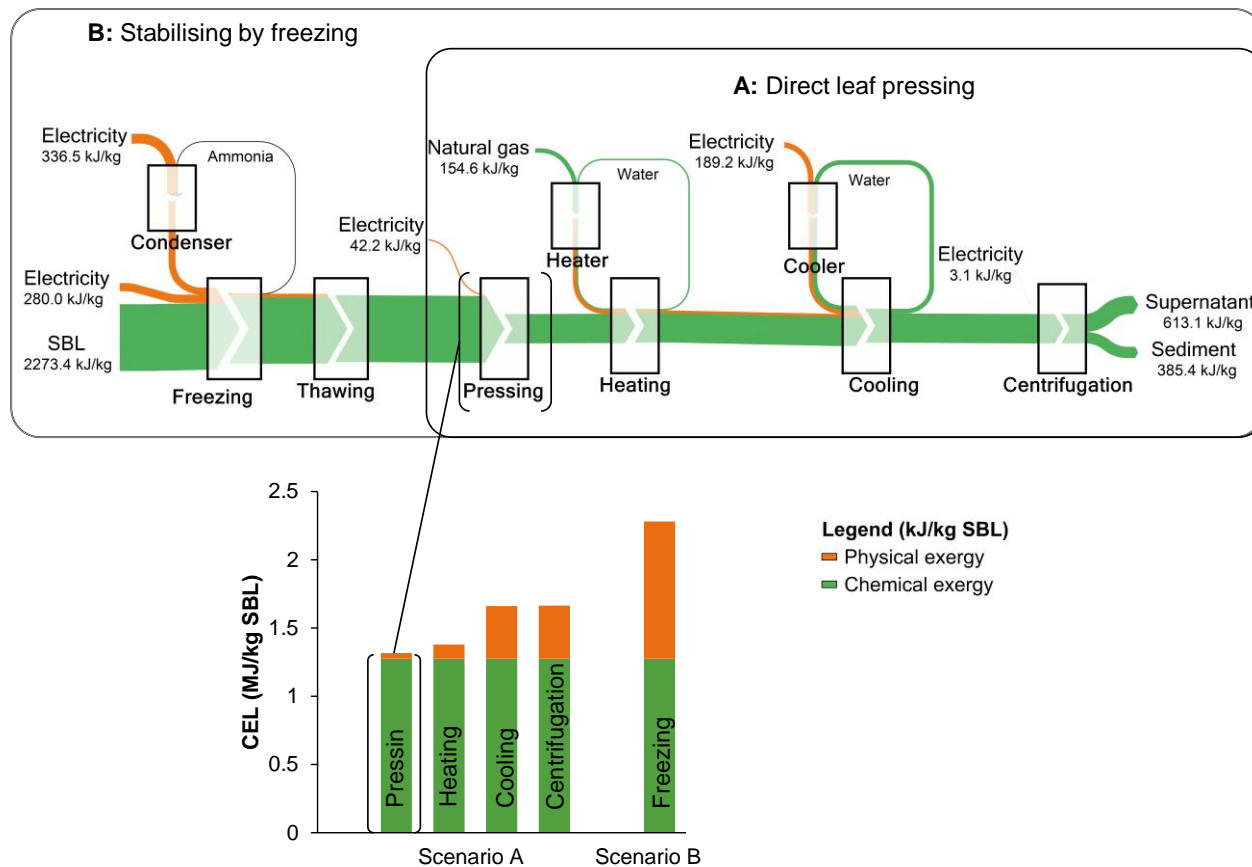 B: Stabilising by freezing
A: Direct leaf pressing
Electricity
336.5 kJ/kg
Ammonia
Condenser
Electricity
280.0 kJ/kg
SBL
2273.4 kJ/kg
Freezing
Thawing
Electricity
42.2 kJ/kg
Pressing
Natural gas
154.6 kJ/kg
Water
Heater
Heating
Electricity
189.2 kJ/kg
Water
Cooler
Cooling
Electricity
3.1 kJ/kg
Centrifugation
Supernatant
613.1 kJ/kg
Sediment
385.4 kJ/kg
CEL (MJ/kg SBL)
2.5
2
1.5
1
0.5
0
Pressin
Heating
Cooling
Centrifugation
Freezing
Scenario A
Scenario B
Legend (kJ/kg SBL)
Physical exergy
Chemical exergy